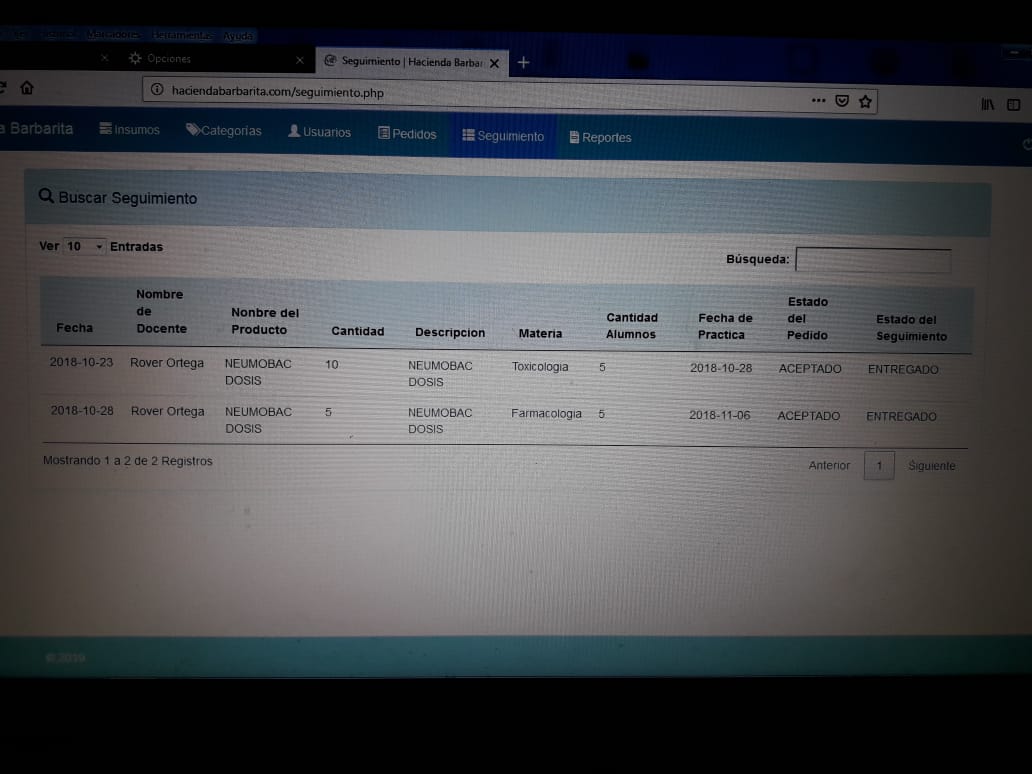 Ver Historial Marcadores Herramientas Ayuda
Opciones
Seguimiento | Hacienda Barbar
haciendabarbarita.com/seguimiento.php
a Barbarita Insumos Categorías Usuarios Pedidos Seguimiento Reportes
Buscar Seguimiento
Ver 10 Entradas
Búsqueda:
Fecha Nombre de Docente Nonbre del Producto Cantidad Descripcion Materia Cantidad Alumnos Fecha de Practica Estado del Pedido Estado del Seguimiento
2018-10-23 Rover Ortega NEUMOBAC DOSIS 10 NEUMOBAC DOSIS Toxicologia 5 2018-10-28 ACEPTADO ENTREGADO
2018-10-28 Rover Ortega NEUMOBAC DOSIS 5 NEUMOBAC DOSIS Farmacologia 5 2018-11-06 ACEPTADO ENTREGADO
Mostrando 1 a 2 de 2 Registros
Anterior 1 Siguiente
© 2019